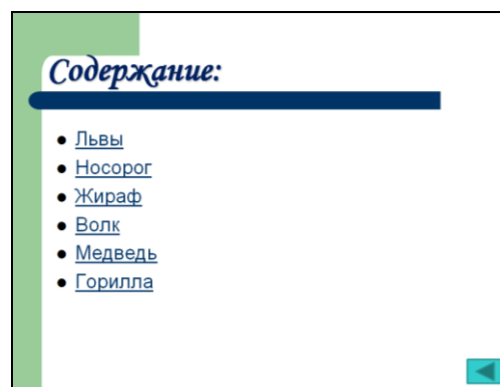 Содержание:
Львы
Носорог
Жираф
Волк
Медведь
Горилла